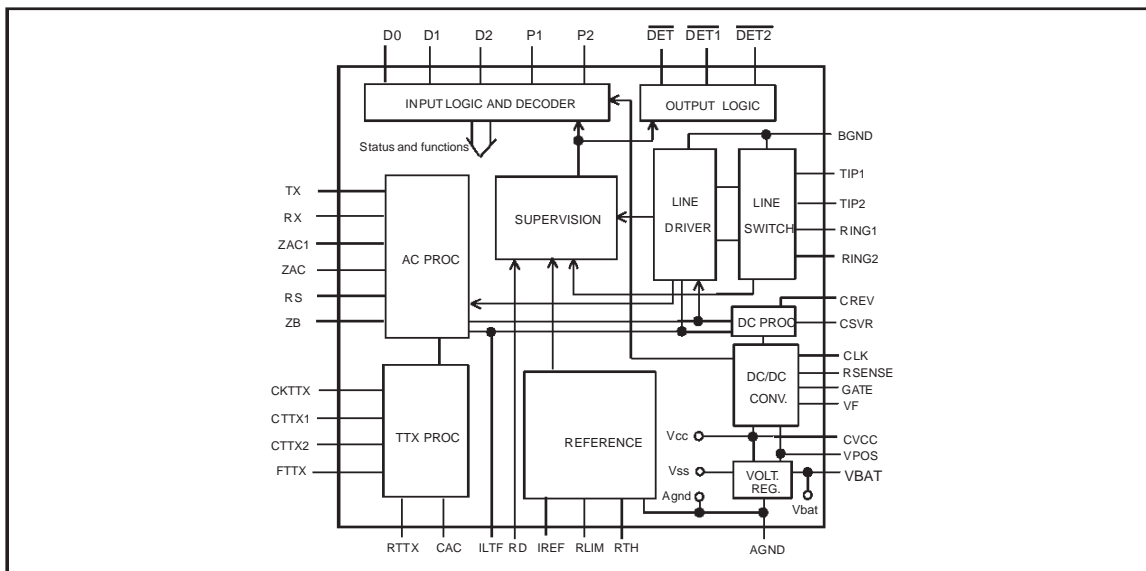 D0 D1 D2 P1 P2 DET DET1 DET2
INPUT LOGIC AND DECODER
OUTPUT LOGIC
Status and functions
BGND
TIP1
TIP2
RING1
RING2
CREV
CSVR
CLK
RSENSE
GATE
VF
CVCC
VPOS
VBAT
TX
RX
ZAC1
ZAC
RS
ZB
AC PROC
SUPERVISION
LINE
DRIVER
LINE
SWITCH
DC PROC
DC/DC
CONV.
CKTTX
CTTX1
CTTX2
FTTX
TTX PROC
REFERENCE
Vcc
Vss
Agnd
VOLT.
REG.
Vbat
RTTX CAC ILTF RD IREF RLIM RTH AGND